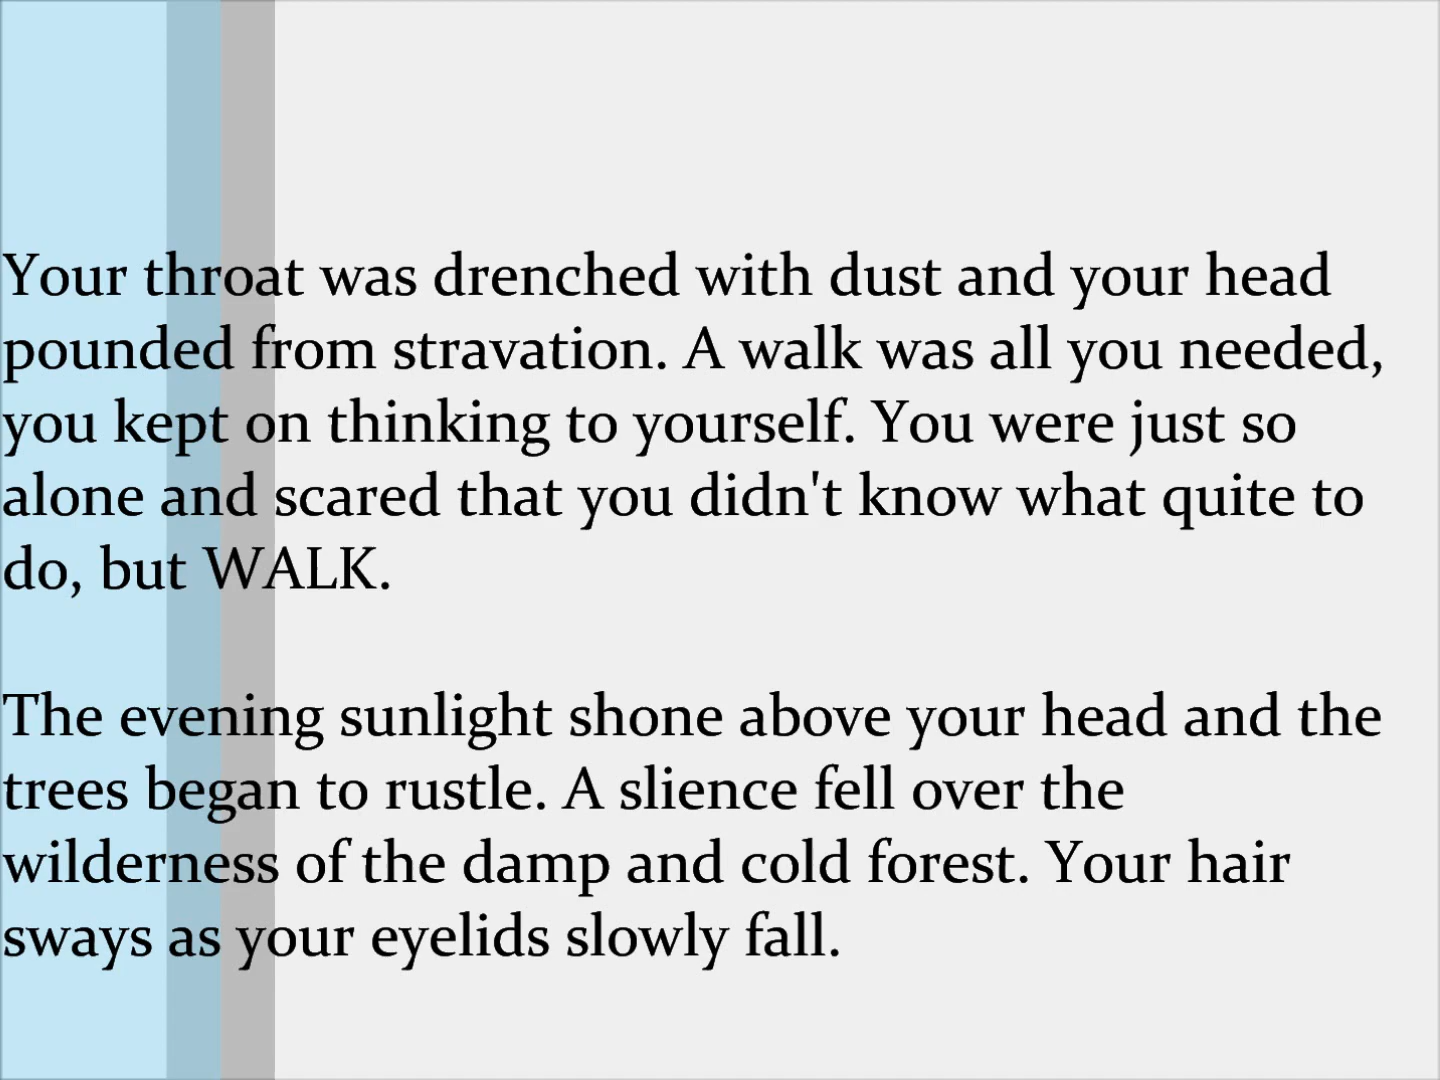 Your throat was drenched with dust and your head
pounded from stravation. A walk was all you needed,
you kept on thinking to yourself. You were just so
alone and scared that you didn't know what quite to
do, but WALK.
The evening sunlight shone above your head and the
trees began to rustle. A slience fell over the
wilderness of the damp and cold forest. Your hair
sways as your eyelids slowly fall.